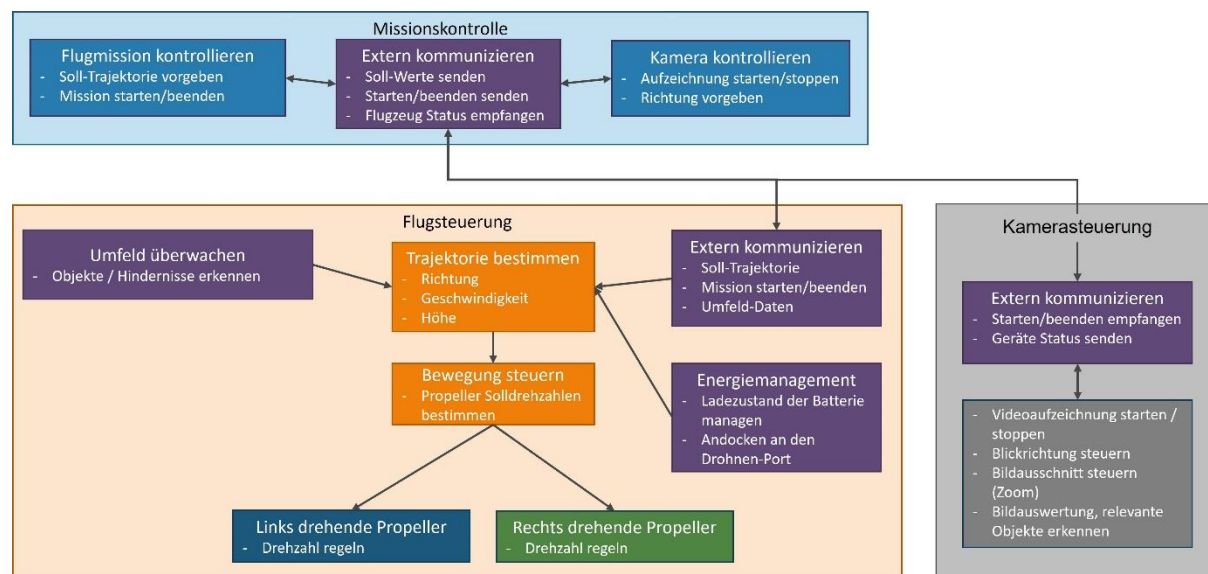 Missionskontrolle
Flugmission kontrollieren
- Soll-Trajektorie vorgeben
- Mission starten/beenden
Extern kommunizieren
- Soll-Werte senden
- Starten/beenden senden
- Flugzeug Status empfangen
Kamera kontrollieren
- Aufzeichnung starten/stoppen
- Richtung vorgeben
Flugsteuerung
Umfeld überwachen
- Objekte / Hindernisse erkennen
Trajektorie bestimmen
- Richtung
- Geschwindigkeit
- Höhe
Extern kommunizieren
- Soll-Trajektorie
- Mission starten/beenden
- Umfeld-Daten
Bewegung steuern
- Propeller Solldrehzahlen
bestimmen
Energiemanagement
- Ladezustand der Batterie
managen
- Andocken an den
Drohnen-Port
Links drehende Propeller
- Drehzahl regeln
Rechts drehende Propeller
- Drehzahl regeln
Kamerasteuerung
Extern kommunizieren
- Starten/beenden empfangen
- Geräte Status senden
- Videoaufzeichnung starten /
stoppen
- Blickrichtung steuern
- Bildausschnitt steuern
(Zoom)
- Bildauswertung, relevante
Objekte erkennen